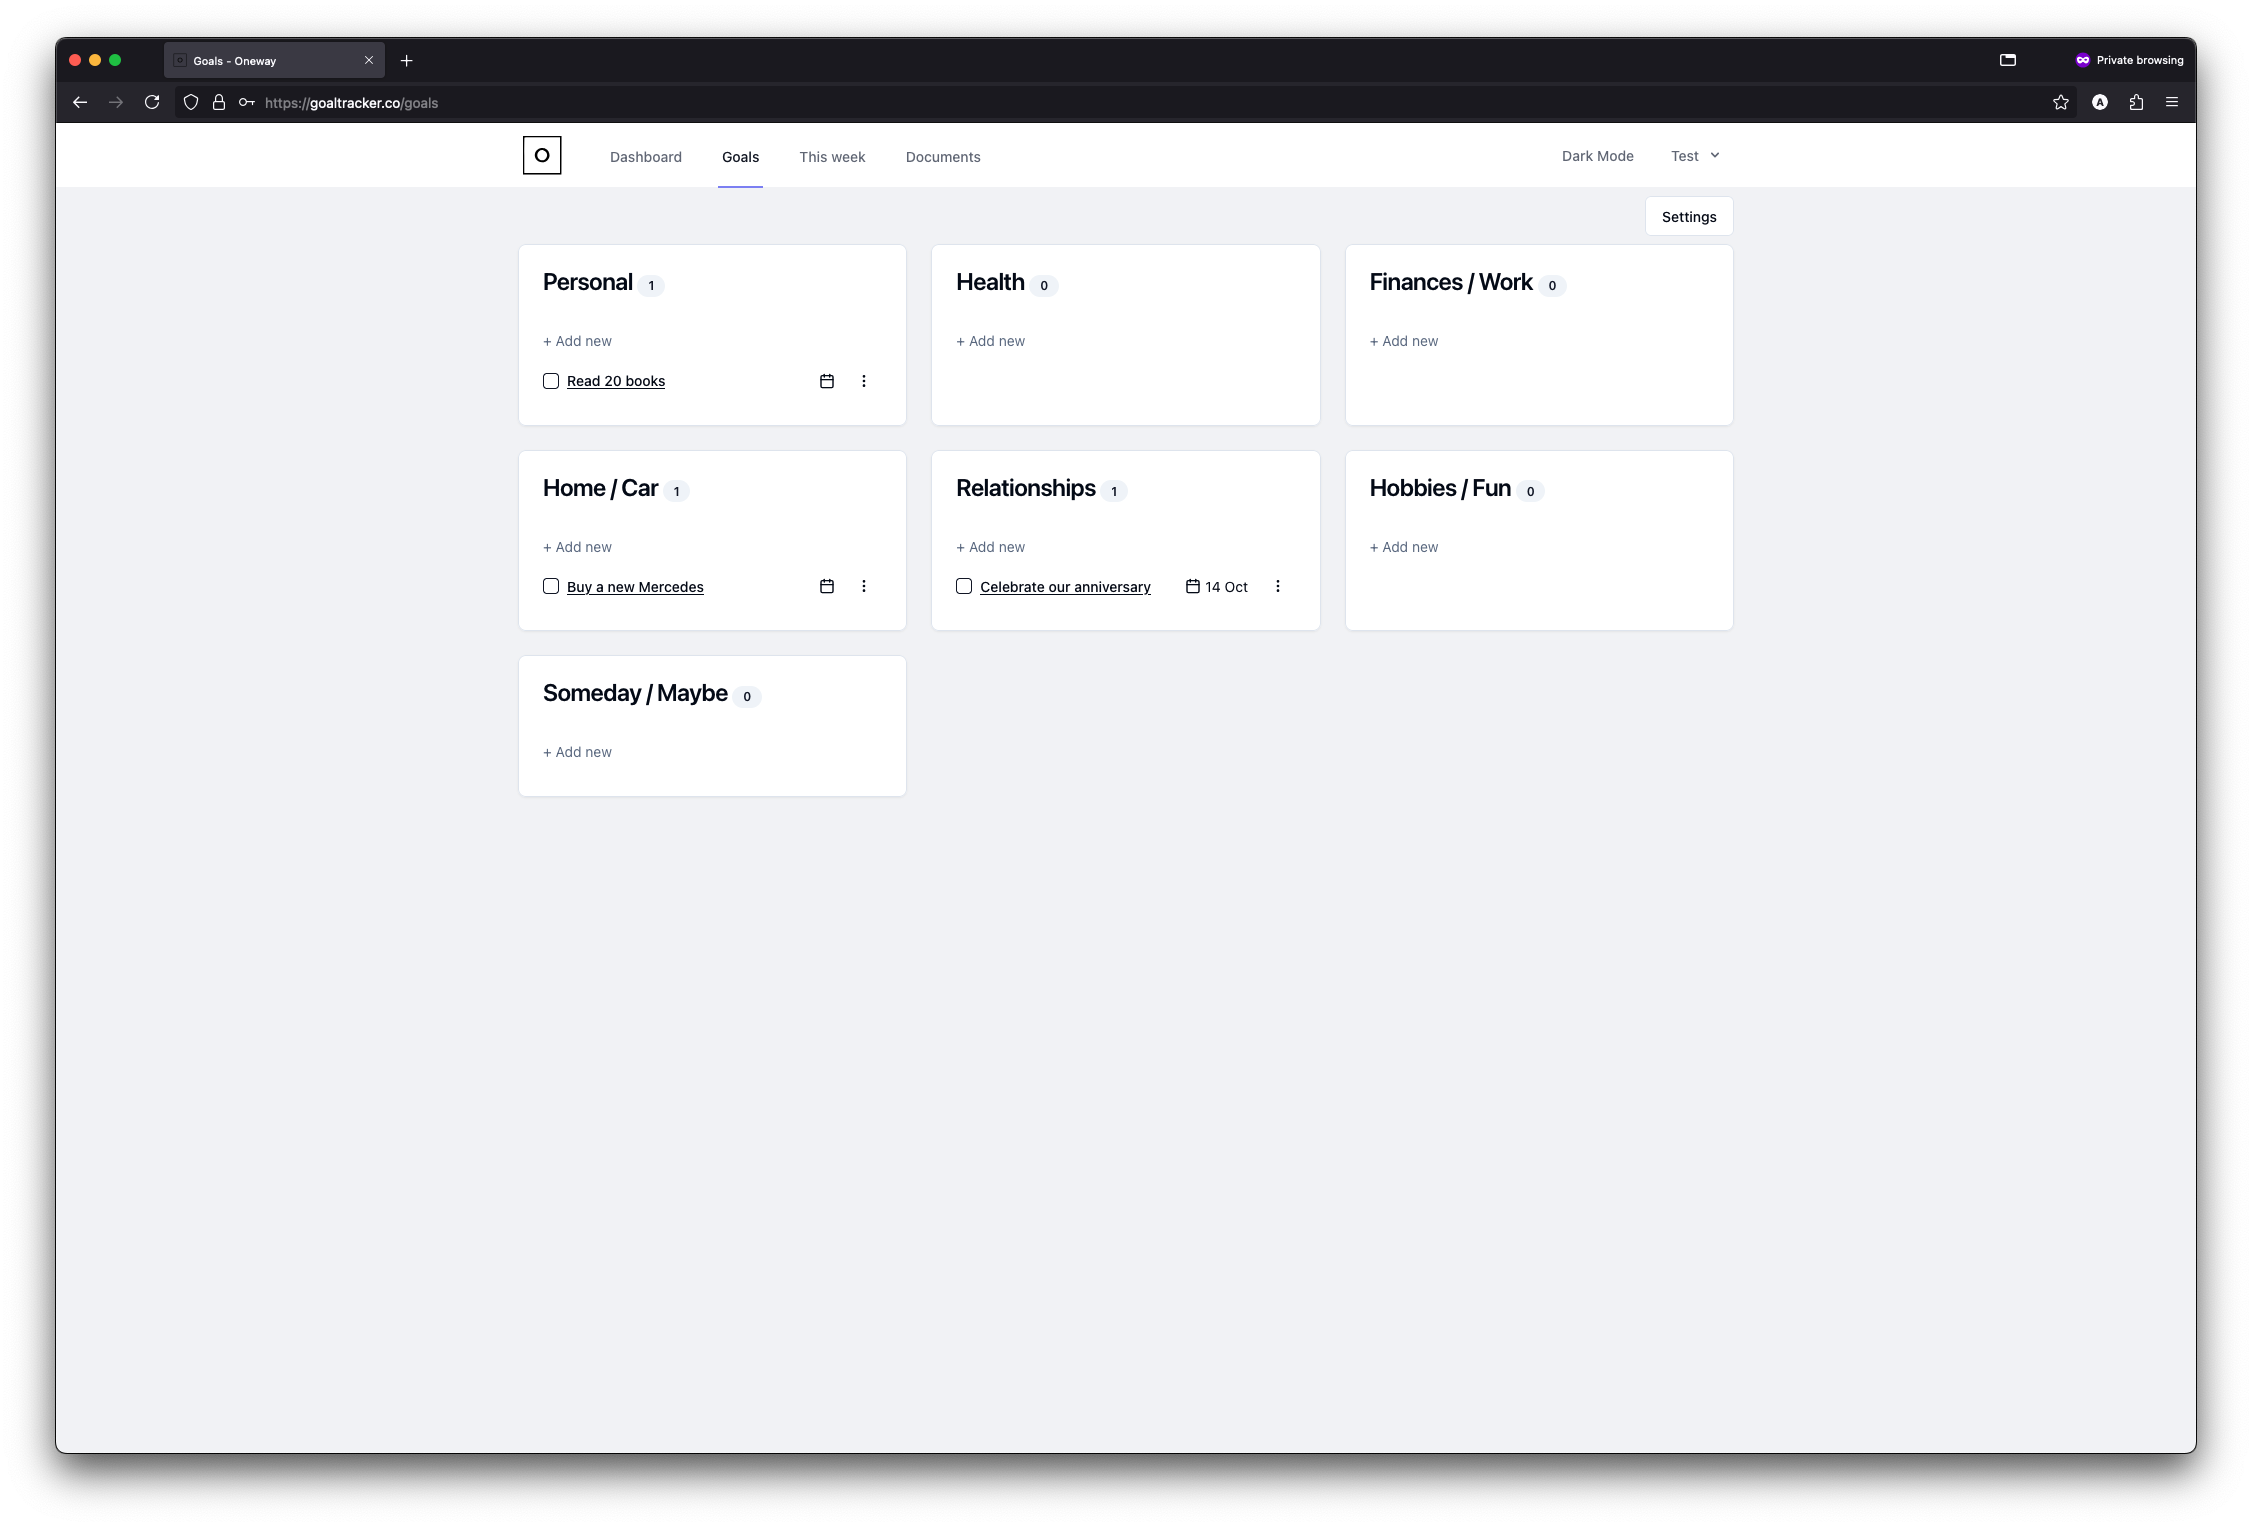 Goals - Oneway
Private browsing
https://goaltracker.co/goals
A
O
Dashboard Goals This week Documents Dark Mode Test
Settings
Personal 1
+ Add new
Read 20 books
Health 0
+ Add new
Finances / Work 0
+ Add new
Home / Car 1
+ Add new
Buy a new Mercedes
Relationships 1
+ Add new
Celebrate our anniversary 14 Oct
Hobbies / Fun 0
+ Add new
Someday / Maybe 0
+ Add new